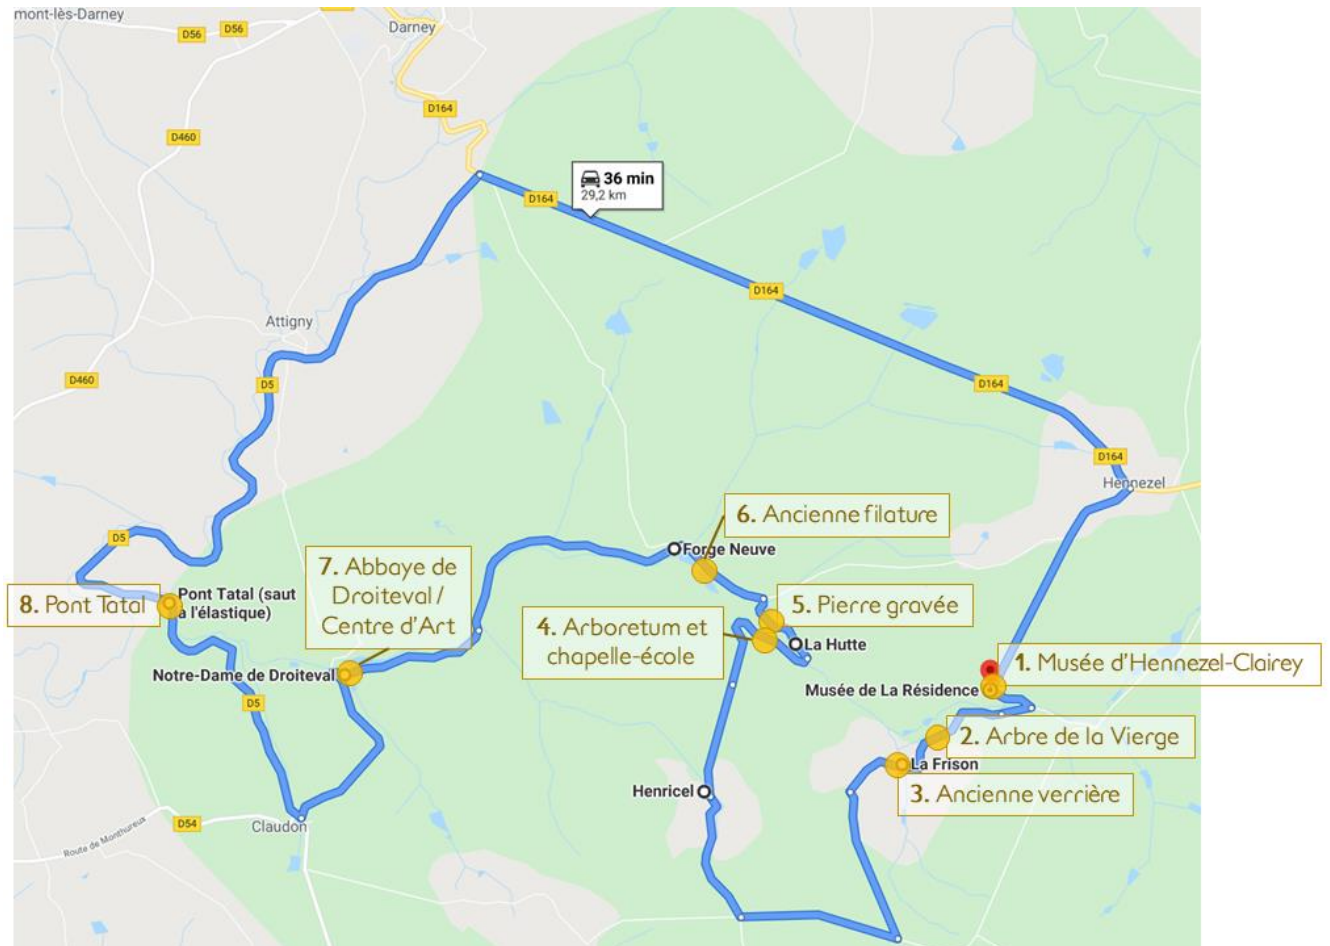 mont-lès-Darney
D56
D56
Darney
D164
D460
36 min
29,2 km
D164
D164
Attigny
D5
D460
D164
D164
Hennezel
6. Ancienne filature
D5
Forge Neuve
7. Abbaye de
Droiteval /
Centre d'Art
8. Pont Tatal
Pont Tatal (saut
à l'élastique)
5. Pierre gravée
4. Arboretum et
chapelle-école
La Hutte
1. Musée d'Hennezel-Clairey
Notre-Dame de Droiteval
Musée de La Résidence
D5
2. Arbre de la Vierge
La Frison
Henricel
3. Ancienne verrière
D54
Claudon
Route de Monthureux